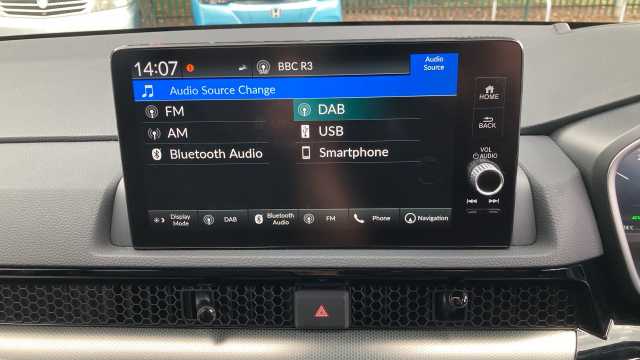 14:07 BBC R3 Audio Source
Audio Source Change
FM DAB
AM USB
Bluetooth Audio Smartphone
HOME
BACK
VOL
AUDIO
Display Mode DAB Bluetooth Audio FM Phone Navigation